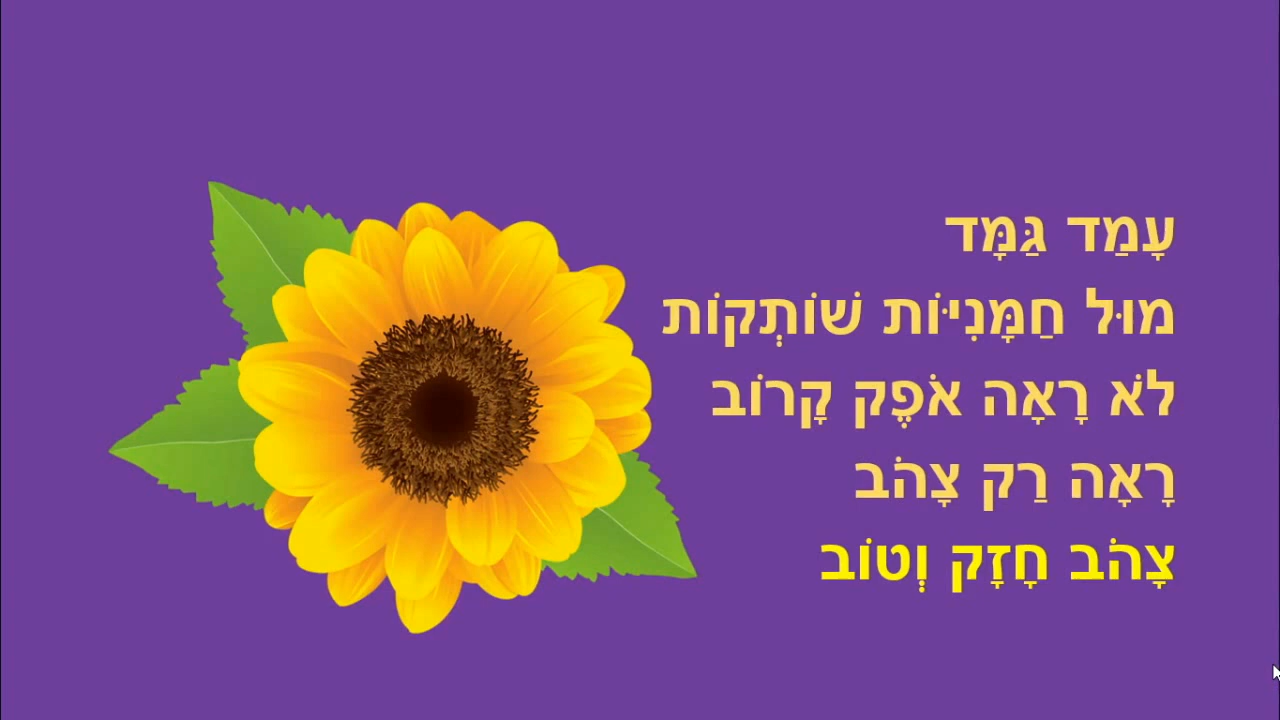 עָמַד גַּמָּד
מוּל חַמָּנִיּוֹת שׁוֹתְקוֹת
לֹא רָאָה אֹפֶק קָרוֹב
רָאָה רַק צָהֹב
צָהֹב חָזָק וְטוֹב